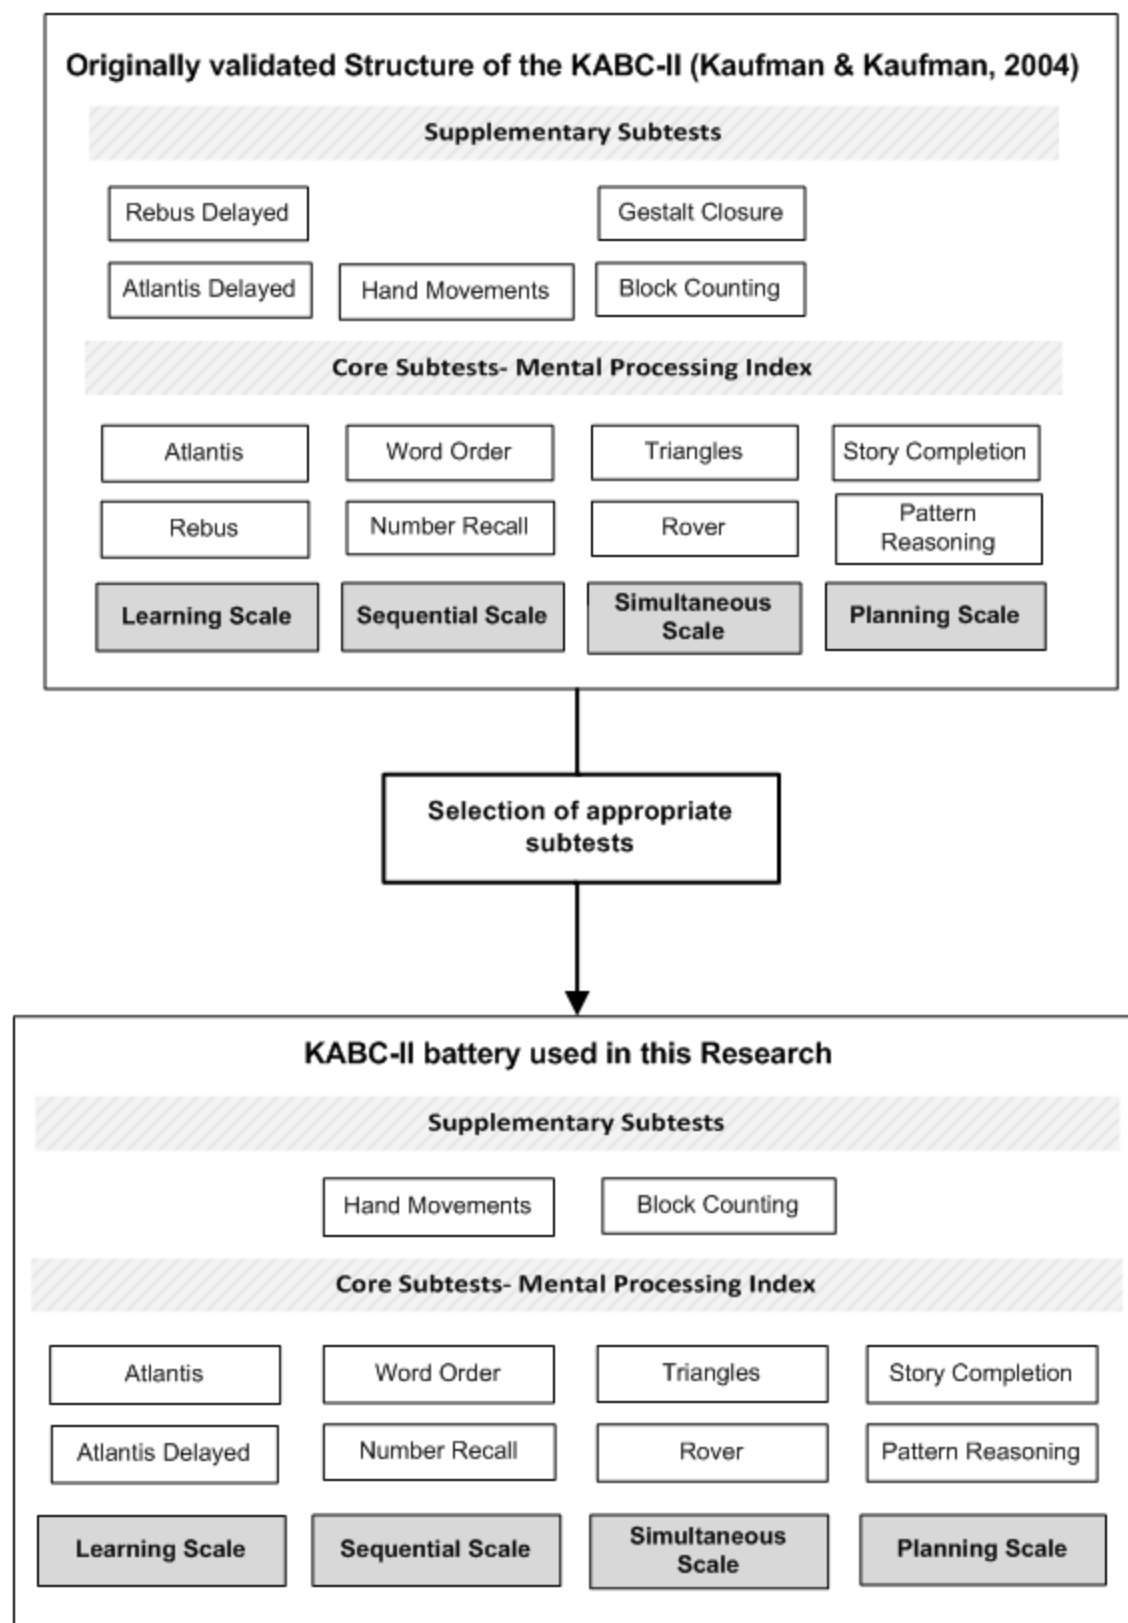 Originally validated Structure of the KABC-II (Kaufman & Kaufman, 2004)
Supplementary Subtests
Rebus Delayed
Gestalt Closure
Atlantis Delayed
Hand Movements
Block Counting
Core Subtests- Mental Processing Index
Atlantis
Word Order
Triangles
Story Completion
Rebus
Number Recall
Rover
Pattern
Reasoning
Learning Scale
Sequential Scale
Simultaneous
Scale
Planning Scale
Selection of appropriate
subtests
KABC-II battery used in this Research
Supplementary Subtests
Hand Movements
Block Counting
Core Subtests- Mental Processing Index
Atlantis
Word Order
Triangles
Story Completion
Atlantis Delayed
Number Recall
Rover
Pattern Reasoning
Learning Scale
Sequential Scale
Simultaneous
Scale
Planning Scale